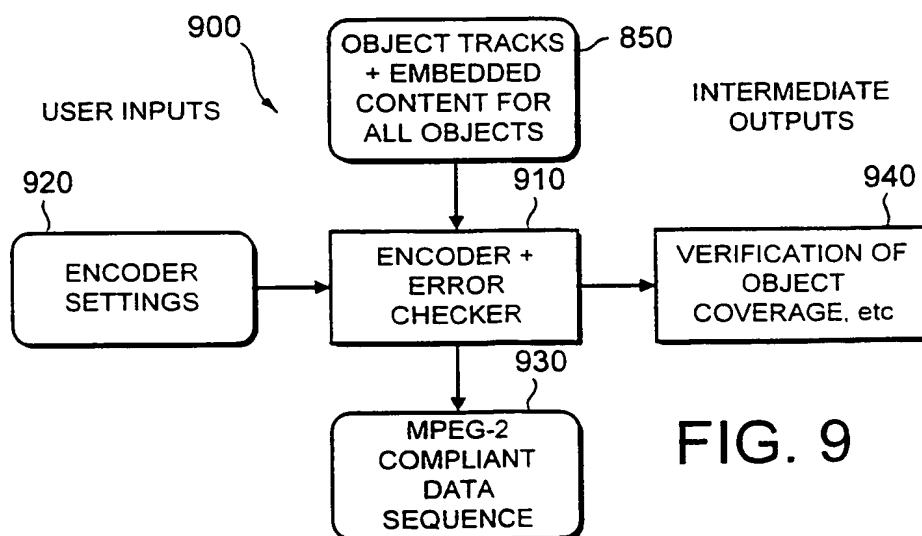 900
OBJECT TRACKS
+ EMBEDDED
CONTENT FOR
ALL OBJECTS
850
USER INPUTS
INTERMEDIATE
OUTPUTS
920
ENCODER
SETTINGS
910
ENCODER +
ERROR
CHECKER
940
VERIFICATION OF
OBJECT
COVERAGE, etc
930
MPEG-2
COMPLIANT
DATA
SEQUENCE
FIG. 9